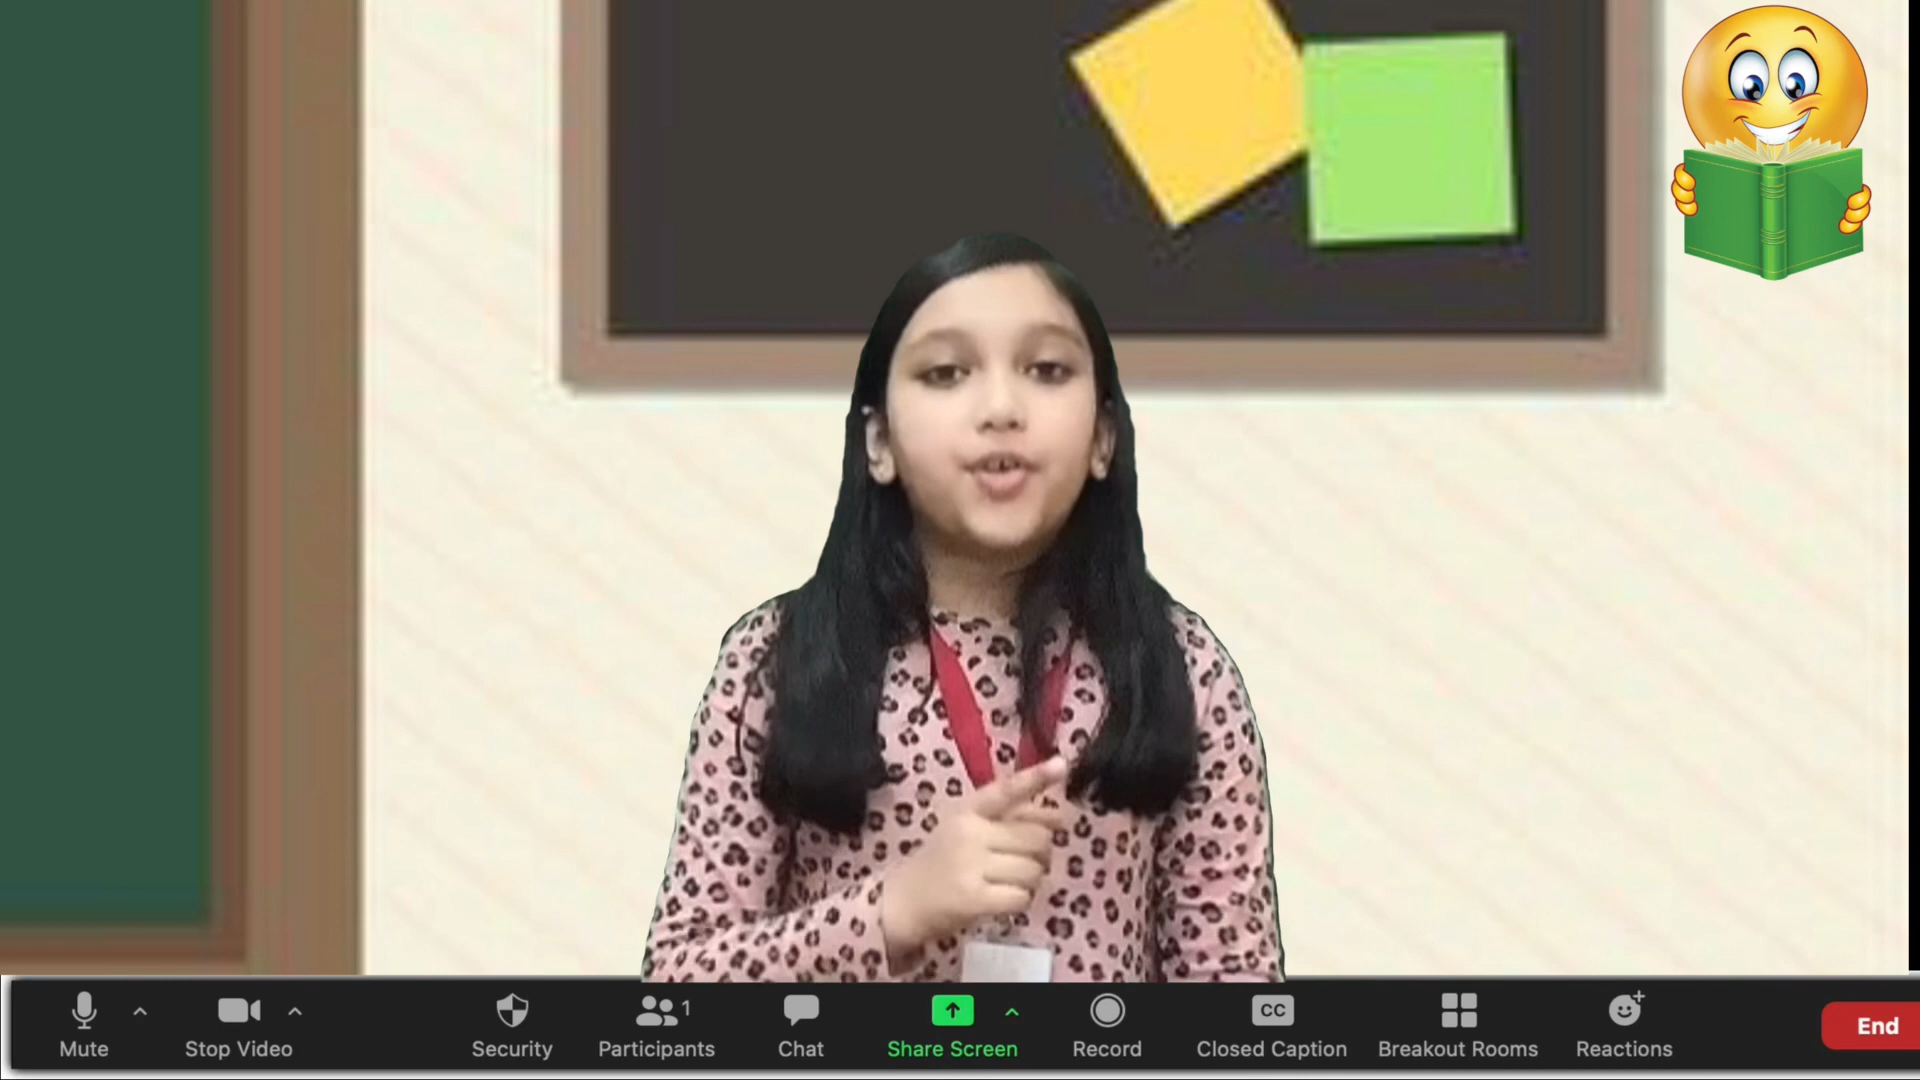 1
Mute
Stop Video
Security
Participants
Chat
Share Screen
Record
CC
Closed Caption
Breakout Rooms
Reactions
End